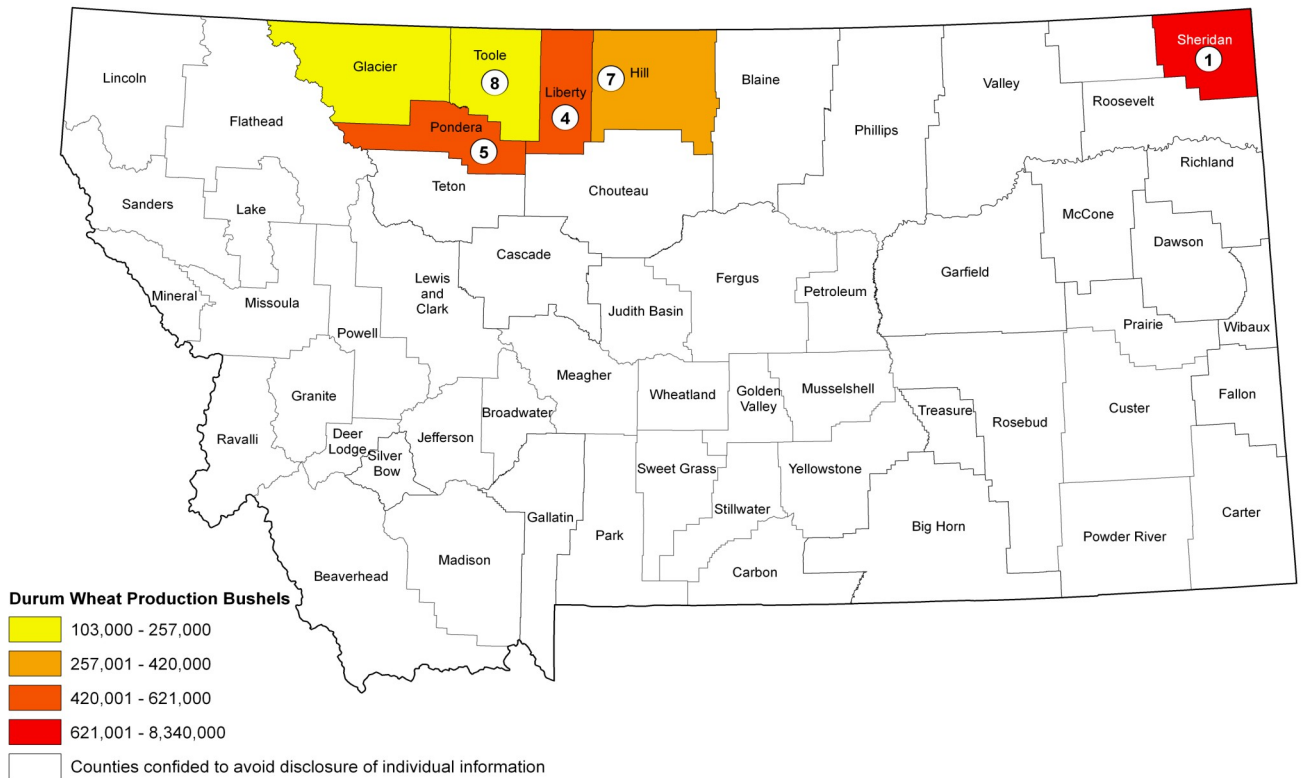 Lincoln
Flathead
Glacier
Toole
8
Liberty
4
7
Hill
Pondera
5
Blaine
Phillips
Valley
Sheridan
1
Roosevelt
Richland
Sanders
Lake
Teton
Chouteau
McCone
Dawson
Mineral
Missoula
Powell
Lewis
and
Clark
Cascade
Judith Basin
Fergus
Petroleum
Garfield
Prairie
Wibaux
Granite
Ravalli
Deer
Lodge
Silver
Bow
Jefferson
Broadwater
Meagher
Wheatland
Golden
Valley
Musselshell
Treasure
Rosebud
Custer
Fallon
Beaverhead
Madison
Gallatin
Park
Sweet Grass
Stillwater
Yellowstone
Carbon
Big Horn
Powder River
Carter
Durum Wheat Production Bushels
103,000 - 257,000
257,001 - 420,000
420,001 - 621,000
621,001 - 8,340,000
Counties confided to avoid disclosure of individual information